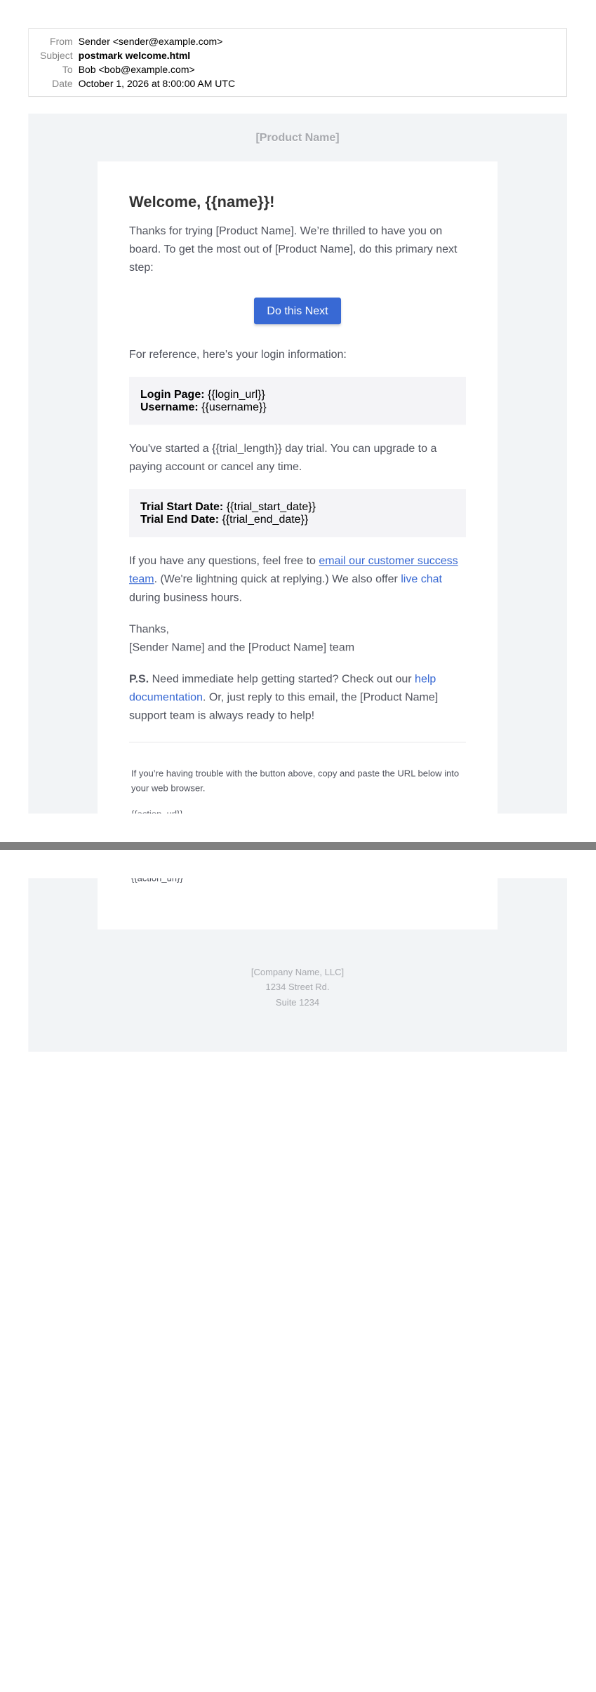 From Sender <sender@example.com>
Subject postmark welcome.html
To Bob <bob@example.com>
Date October 1, 2026 at 8:00:00 AM UTC
[Product Name]
Welcome, {{name}}!
Thanks for trying [Product Name]. We’re thrilled to have you on
board. To get the most out of [Product Name], do this primary next
step:
Do this Next
For reference, here's your login information:
Login Page: {{login_url}}
Username: {{username}}
You've started a {{trial_length}} day trial. You can upgrade to a
paying account or cancel any time.
Trial Start Date: {{trial_start_date}}
Trial End Date: {{trial_end_date}}
If you have any questions, feel free to email our customer success
team. (We're lightning quick at replying.) We also offer live chat
during business hours.
Thanks,
[Sender Name] and the [Product Name] team
P.S. Need immediate help getting started? Check out our help
documentation. Or, just reply to this email, the [Product Name]
support team is always ready to help!
If you’re having trouble with the button above, copy and paste the URL below into
your web browser.
{{action_url}}
{{action_url}}
[Company Name, LLC]
1234 Street Rd.
Suite 1234